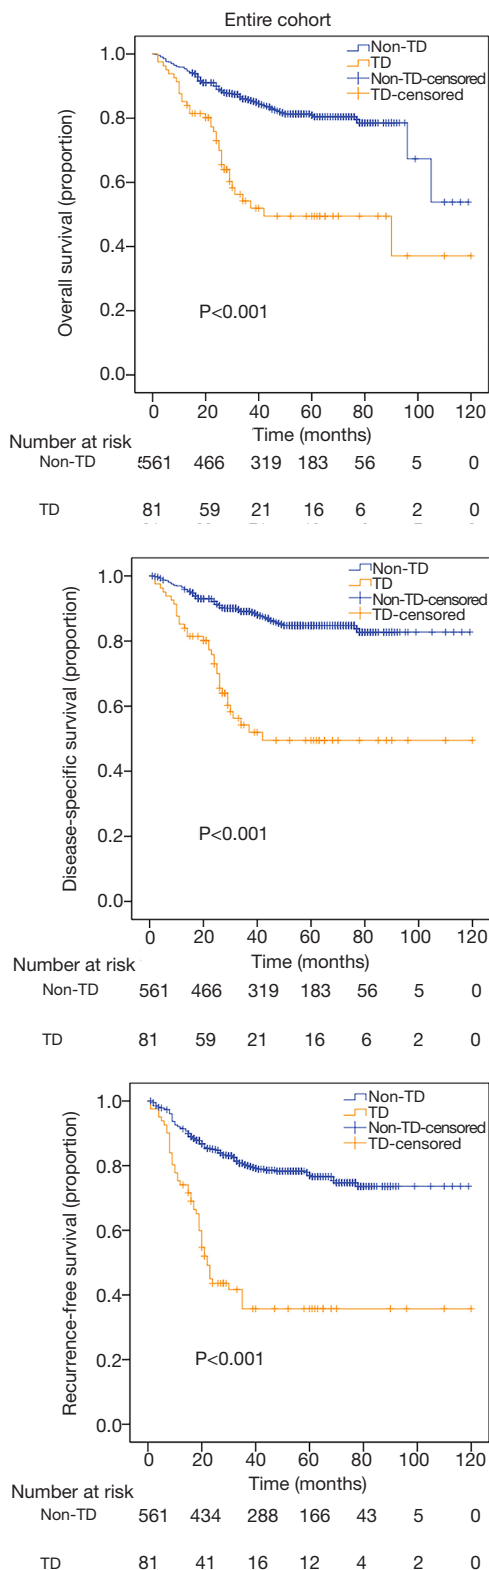 Entire cohort
Overall survival (proportion)
1.0
0.8
0.6
0.4
0.2
0.0
Non-TD
TD
Non-TD-censored
TD-censored
P<0.001
0 20 40 60 80 100 120
Time (months)
Number at risk
Non-TD 561 466 319 183 56 5 0
TD 81 59 21 16 6 2 0
Disease-specific survival (proportion)
1.0
0.8
0.6
0.4
0.2
0.0
Non-TD
TD
Non-TD-censored
TD-censored
P<0.001
0 20 40 60 80 100 120
Time (months)
Number at risk
Non-TD 561 466 319 183 56 5 0
TD 81 59 21 16 6 2 0
Recurrence-free survival (proportion)
1.0
0.8
0.6
0.4
0.2
0.0
Non-TD
TD
Non-TD-censored
TD-censored
P<0.001
0 20 40 60 80 100 120
Time (months)
Number at risk
Non-TD 561 434 288 166 43 5 0
TD 81 41 16 12 4 2 0